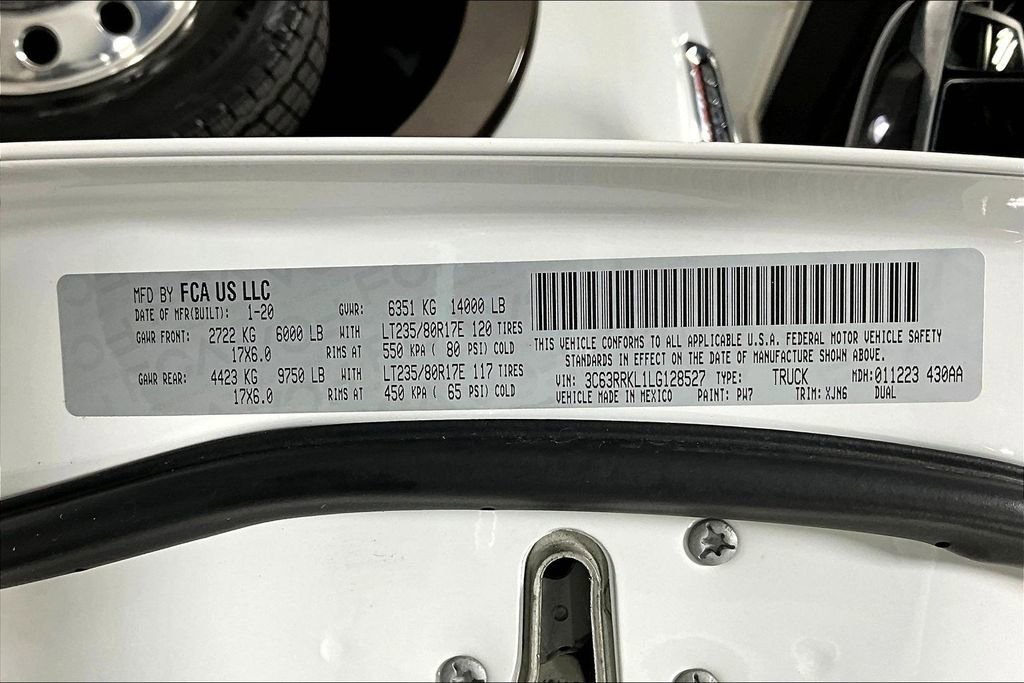 MFD BY FCA US LLC
DATE OF MFR(BUILT): 1-20 GVWR: 6351 KG 14000 LB
GAWR FRONT: 2722 KG 6000 LB WITH LT235/80R17E 120 TIRES
17X6.0 RIMS AT 550 KPA ( 80 PSI) COLD
GAWR REAR: 4423 KG 9750 LB WITH LT235/80R17E 117 TIRES
17X6.0 RIMS AT 450 KPA ( 65 PSI) COLD
THIS VEHICLE CONFORMS TO ALL APPLICABLE U.S.A. FEDERAL MOTOR VEHICLE SAFETY
STANDARDS IN EFFECT ON THE DATE OF MANUFACTURE SHOWN ABOVE.
VIN: 3C63RRKL1LG128527 TYPE: TRUCK MDH:011223 430AA
VEHICLE MADE IN MEXICO PAINT: PW7 TRIM: XJN6 DUAL